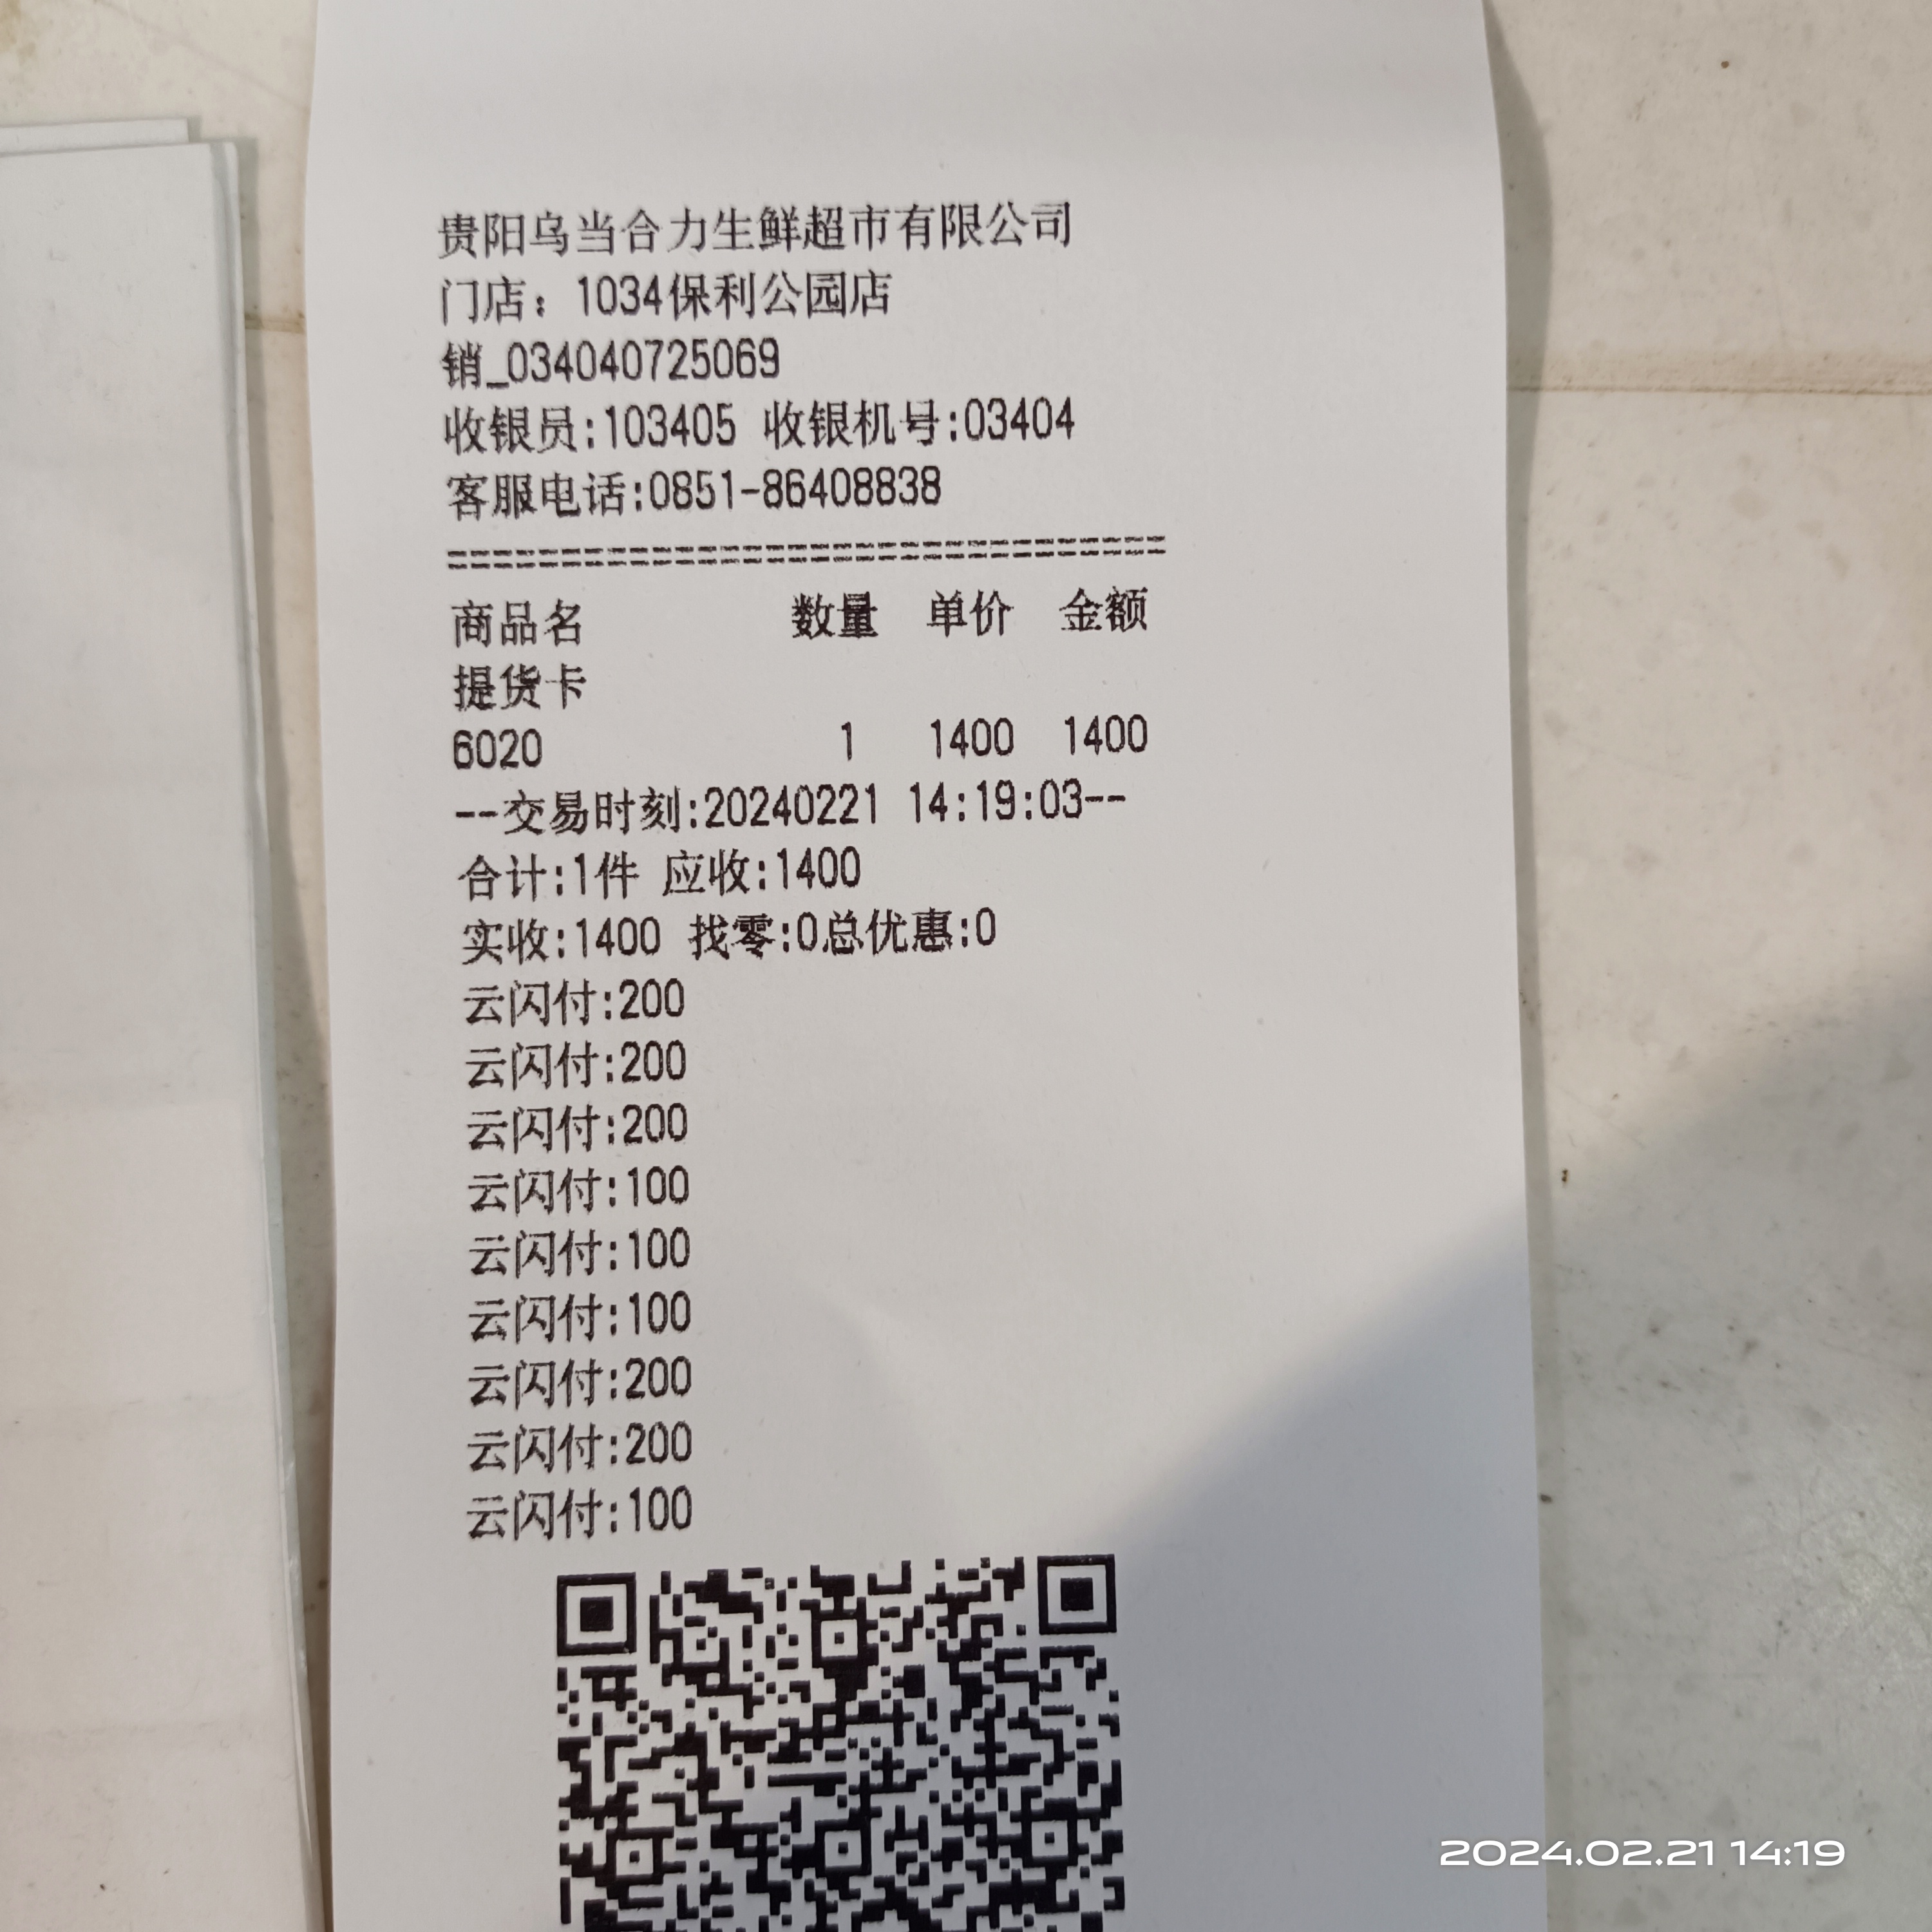 贵阳乌当合力生鲜超市有限公司
门店：1034保利公园店
销_034040725069
收银员:103405 收银机号:03404
客服电话:0851-86408838
================================
商品名 数量 单价 金额
提货卡
6020 1 1400 1400
--交易时刻:20240221 14:19:03--
合计:1件 应收:1400
实收:1400 找零:0总优惠:0
云闪付:200
云闪付:200
云闪付:200
云闪付:100
云闪付:100
云闪付:100
云闪付:200
云闪付:200
云闪付:100
2024.02.21 14:19